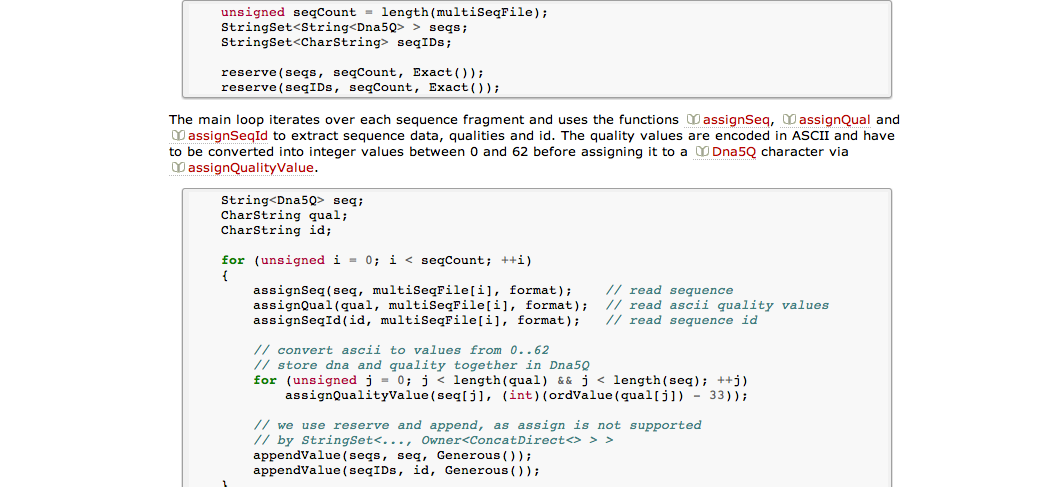 unsigned seqCount = length(multiSeqFile);
StringSet<String<Dna5Q> > seqs;
StringSet<CharString> seqIDs;
reserve(seqs, seqCount, Exact());
reserve(seqIDs, seqCount, Exact());
The main loop iterates over each sequence fragment and uses the functions assignSeq, assignQual and
assignSeqId to extract sequence data, qualities and id. The quality values are encoded in ASCII and have
to be converted into integer values between 0 and 62 before assigning it to a Dna5Q character via
assignQualityValue.
String<Dna5Q> seq;
CharString qual;
CharString id;
for (unsigned i = 0; i < seqCount; ++i)
{
assignSeq(seq, multiSeqFile[i], format);    // read sequence
assignQual(qual, multiSeqFile[i], format);  // read ascii quality values
assignSeqId(id, multiSeqFile[i], format);   // read sequence id
// convert ascii to values from 0..62
// store dna and quality together in Dna5Q
for (unsigned j = 0; j < length(qual) && j < length(seq); ++j)
assignQualityValue(seq[j], (int)(ordValue(qual[j]) - 33));
// we use reserve and append, as assign is not supported
// by StringSet<..., Owner<ConcatDirect<> > >
appendValue(seqs, seq, Generous());
appendValue(seqIDs, id, Generous());
}